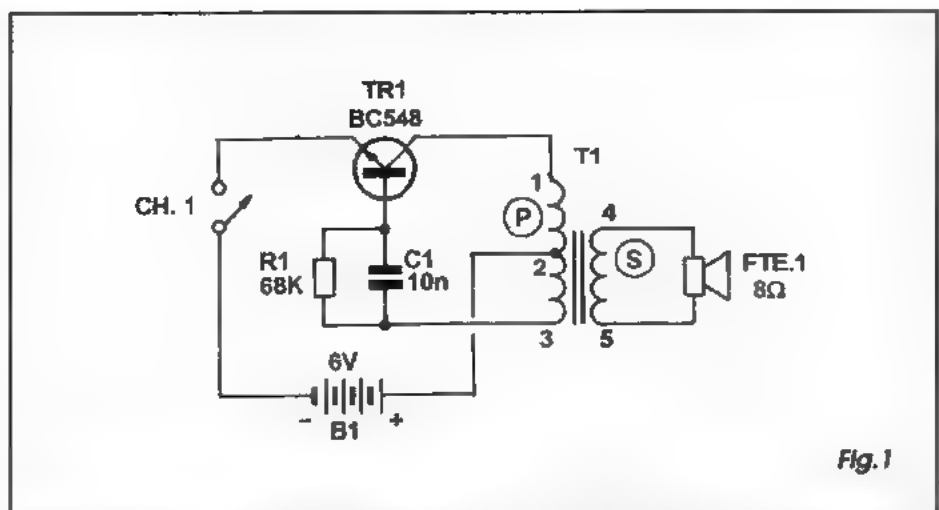 TR1
BC548
T1
1
CH. 1
P
4
S
2
R1
68K
C1
10n
FTE.1
8Ω
3
5
6V
- +
B1
Fig. 1